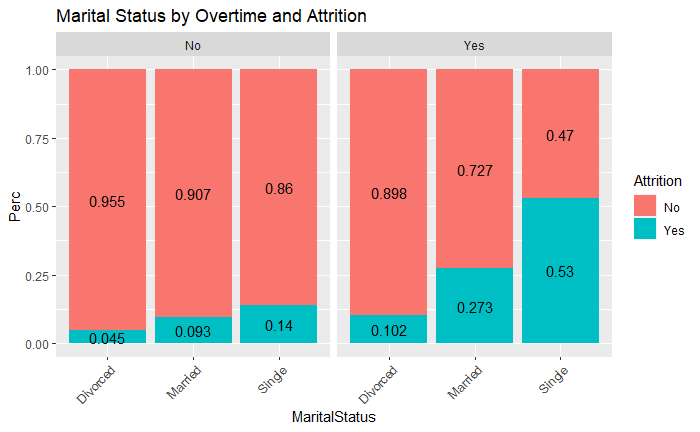 Marital Status by Overtime and Attrition
No Yes
1.00
0.75
0.50
0.25
0.00
Perc
0.955 0.907 0.86 0.898 0.727 0.47
0.045 0.093 0.14 0.102 0.273 0.53
Divorced Married Single Divorced Married Single
MaritalStatus
Attrition
No
Yes